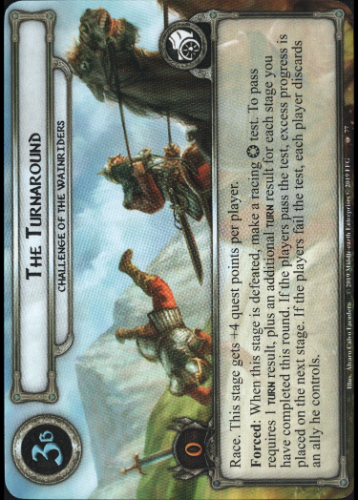 3B
THE TURNAROUND
CHALLENGE OF THE WAINRIDERS
0
Race. This stage gets +4 quest points per player.
Forced: When this stage is defeated, make a racing test. To pass
requires 1 TURN result, plus an additional TURN result for each stage you
have completed this round. If the players pass the test, excess progress is
placed on the next stage. If the players fail the test, each player discards
an ally he controls.
Illus. Álvaro Calvo Escudero © 2019 Middle-earth Enterprises © 2019 FFG 77